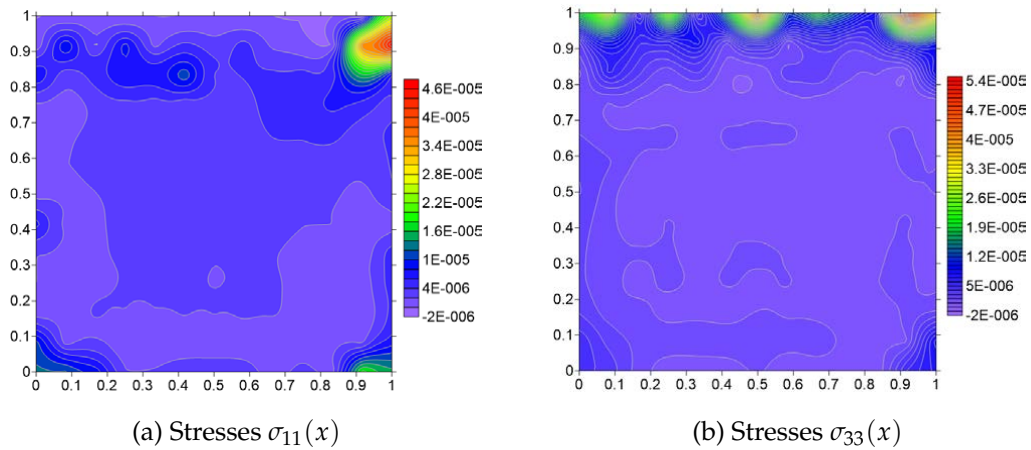 1
0.9
0.8
0.7
0.6
0.5
0.4
0.3
0.2
0.1
0
0 0.1 0.2 0.3 0.4 0.5 0.6 0.7 0.8 0.9 1
4.6E-005
4E-005
3.4E-005
2.8E-005
2.2E-005
1.6E-005
1E-005
4E-006
-2E-006
(a) Stresses σ₁₁(x)
1
0.9
0.8
0.7
0.6
0.5
0.4
0.3
0.2
0.1
0
0 0.1 0.2 0.3 0.4 0.5 0.6 0.7 0.8 0.9 1
5.4E-005
4.7E-005
4E-005
3.3E-005
2.6E-005
1.9E-005
1.2E-005
5E-006
-2E-006
(b) Stresses σ₃₃(x)